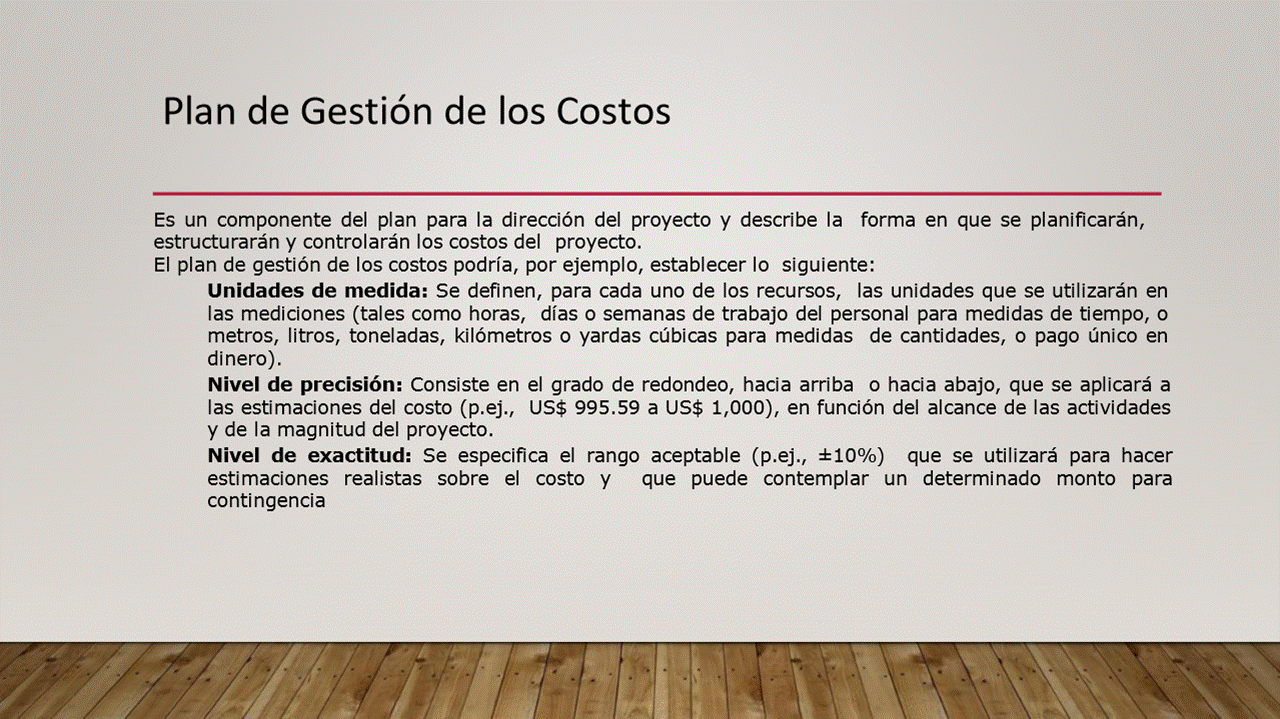 Plan de Gestión de los Costos
Es un componente del plan para la dirección del proyecto y describe la forma en que se planificarán,
estructurarán y controlarán los costos del proyecto.
El plan de gestión de los costos podría, por ejemplo, establecer lo siguiente:
Unidades de medida: Se definen, para cada uno de los recursos, las unidades que se utilizarán en
las mediciones (tales como horas, días o semanas de trabajo del personal para medidas de tiempo, o
metros, litros, toneladas, kilómetros o yardas cúbicas para medidas de cantidades, o pago único en
dinero).
Nivel de precisión: Consiste en el grado de redondeo, hacia arriba o hacia abajo, que se aplicará a
las estimaciones del costo (p.ej., US$ 995.59 a US$ 1,000), en función del alcance de las actividades
y de la magnitud del proyecto.
Nivel de exactitud: Se especifica el rango aceptable (p.ej., ±10%) que se utilizará para hacer
estimaciones realistas sobre el costo y que puede contemplar un determinado monto para
contingencia